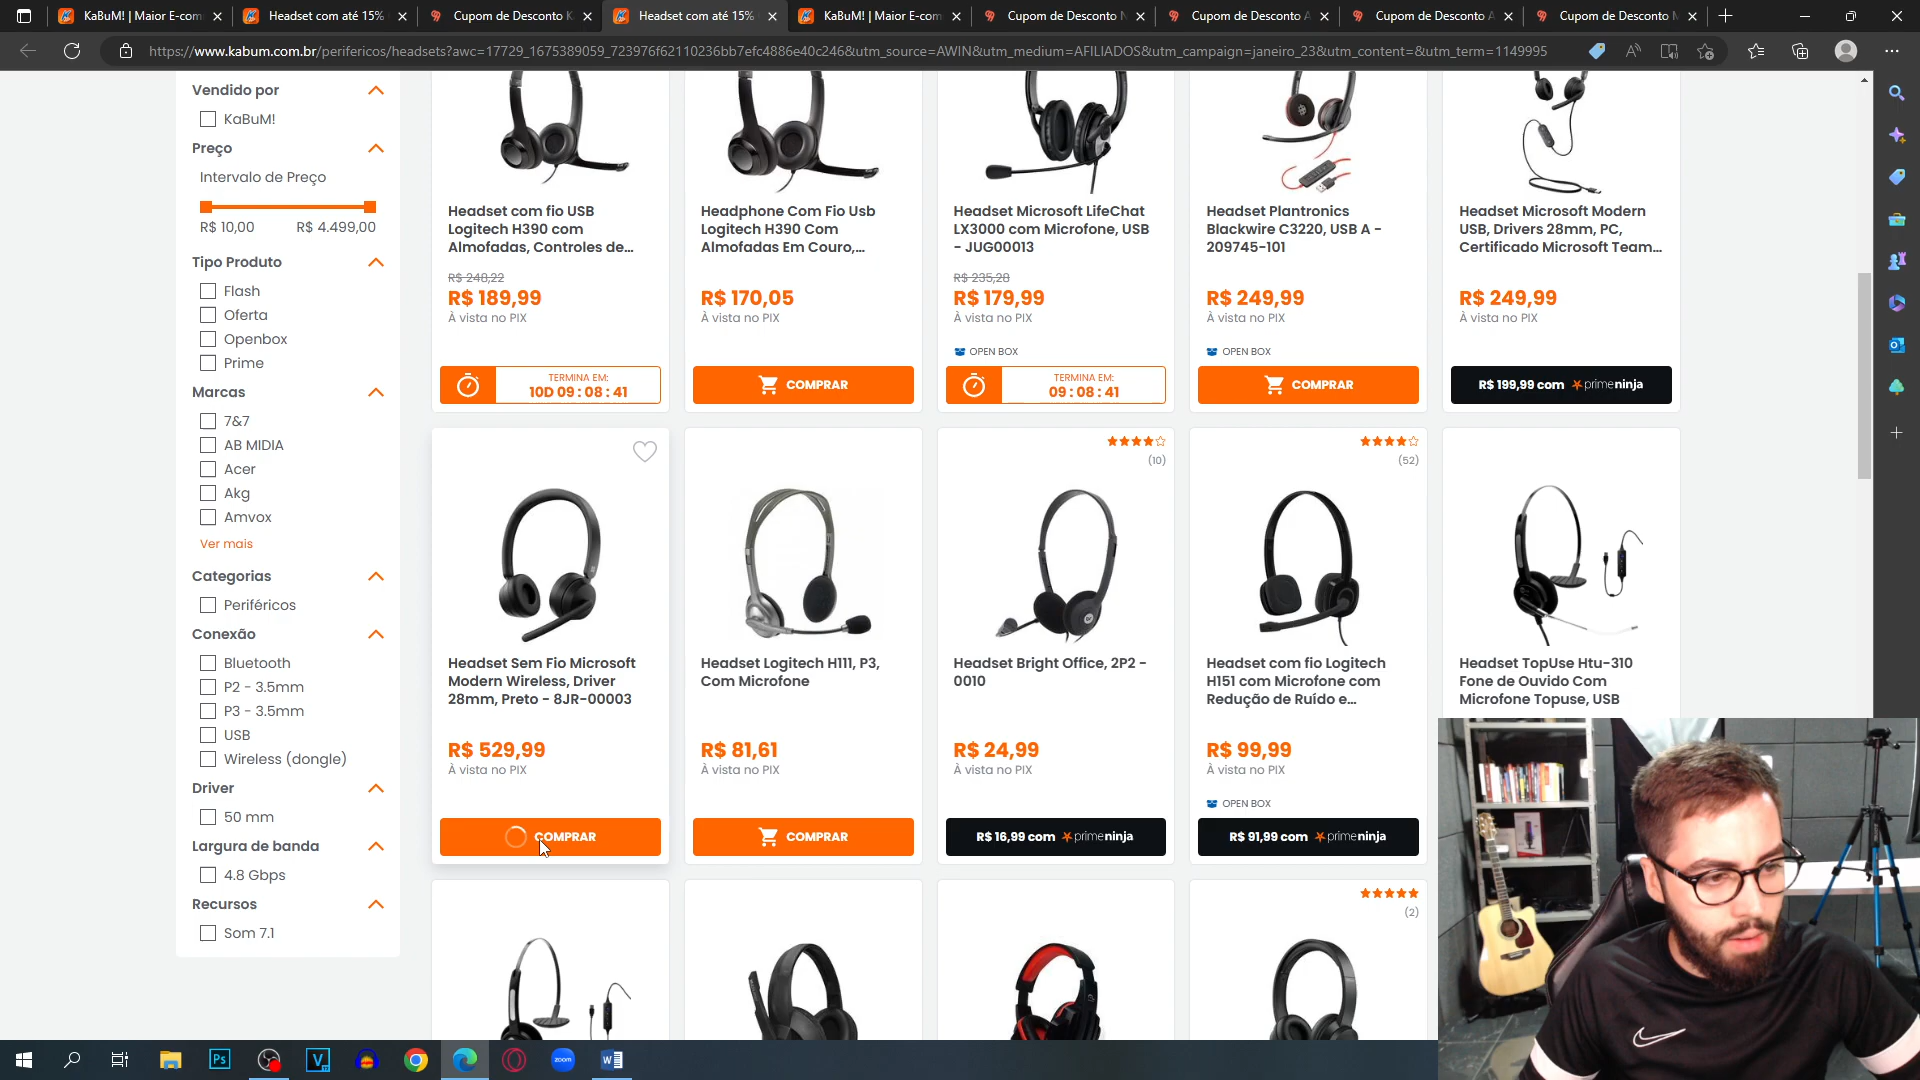 KaBuM! | Maior E-com
Headset com até 15%
Cupom de Desconto K
Headset com até 15%
KaBuM! | Maior E-com
Cupom de Desconto N
Cupom de Desconto A
Cupom de Desconto A
Cupom de Desconto
https://www.kabum.com.br/perifericos/headsets?awc=17729_1675389059_723976f62110236bb7efc4886e40c246&utm_source=AWIN&utm_medium=AFILIADOS&utm_campaign=janeiro_23&utm_content=&utm_term=1149995
Vendido por
KaBuM!
Preço
Intervalo de Preço
R$ 10,00 R$ 4.499,00
Tipo Produto
Flash
Oferta
Openbox
Prime
Marcas
7&7
AB MIDIA
Acer
Akg
Amvox
Ver mais
Categorias
Periféricos
Conexão
Bluetooth
P2 - 3.5mm
P3 - 3.5mm
USB
Wireless (dongle)
Driver
50 mm
Largura de banda
4.8 Gbps
Recursos
Som 7.1
Headset com fio USB
Logitech H390 com
Almofadas, Controles de...
R$ 240,22
R$ 189,99
À vista no PIX
TERMINA EM:
10D 09 : 08 : 41
Headphone Com Fio Usb
Logitech H390 Com
Almofadas Em Couro,...
R$ 170,05
À vista no PIX
COMPRAR
Headset Microsoft LifeChat
LX3000 com Microfone, USB
- JUG00013
R$ 235,28
R$ 179,99
À vista no PIX
OPEN BOX
TERMINA EM:
09 : 08 : 41
Headset Plantronics
Blackwire C3220, USB A -
209745-101
R$ 249,99
À vista no PIX
OPEN BOX
COMPRAR
Headset Microsoft Modern
USB, Drivers 28mm, PC,
Certificado Microsoft Team...
R$ 249,99
À vista no PIX
R$ 199,99 com primeninja
Headset Sem Fio Microsoft
Modern Wireless, Driver
28mm, Preto - 8JR-00003
R$ 529,99
À vista no PIX
COMPRAR
Headset Logitech H111, P3,
Com Microfone
R$ 81,61
À vista no PIX
COMPRAR
(10)
Headset Bright Office, 2P2 -
0010
R$ 24,99
À vista no PIX
R$ 16,99 com primeninja
(52)
Headset com fio Logitech
H151 com Microfone com
Redução de Ruído e...
R$ 99,99
À vista no PIX
OPEN BOX
R$ 91,99 com primeninja
Headset TopUse Htu-310
Fone de Ouvido Com
Microfone Topuse, USB
(2)
Ps
V
zoom
W